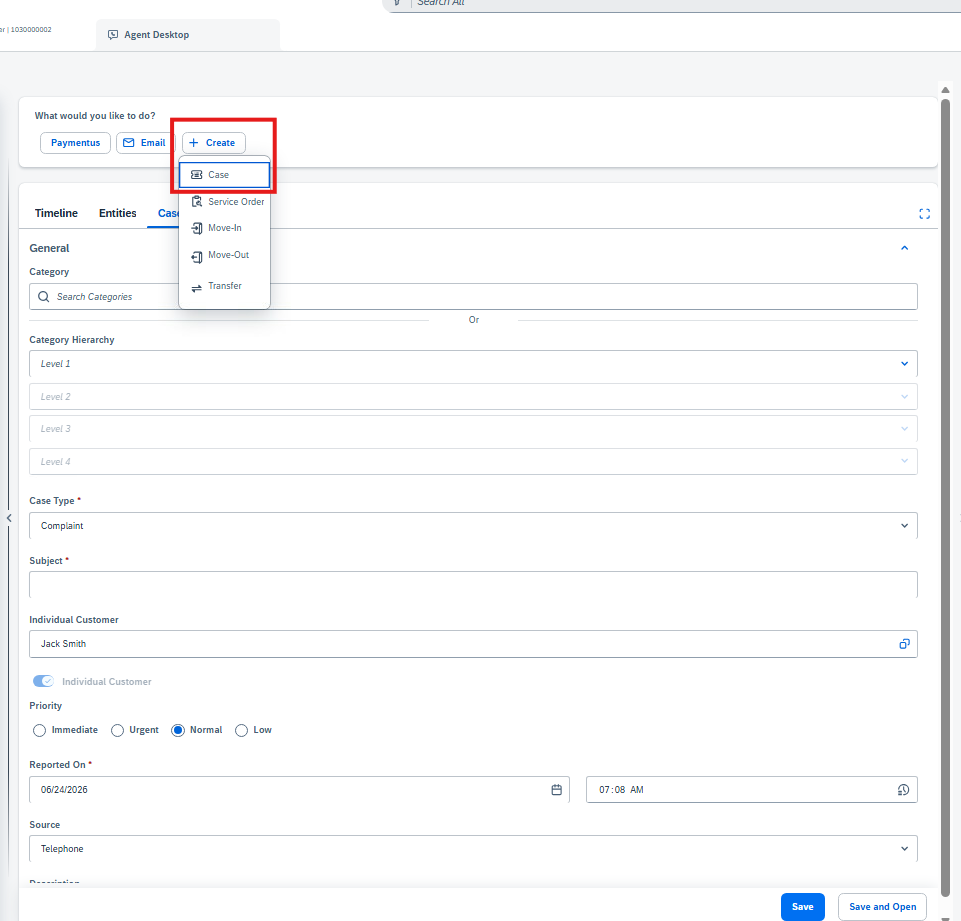 Search All
er | 1030000002
Agent Desktop
What would you like to do?
Paymentus
Email
Create
Case
Service Order
Move-In
Move-Out
Transfer
Timeline
Entities
Case
General
Category
Search Categories
Or
Category Hierarchy
Level 1
Level 2
Level 3
Level 4
Case Type *
Complaint
Subject *
Individual Customer
Jack Smith
Individual Customer
Priority
Immediate
Urgent
Normal
Low
Reported On *
06/24/2026
07:08 AM
Source
Telephone
Description
Save
Save and Open